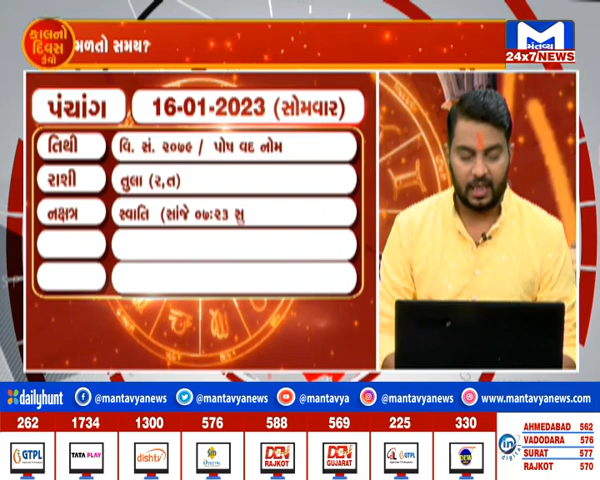 કાલનો
દિવસ
કેવો
મળતો સમય?
મંતવ્ય
24x7NEWS
પંચાંગ
16-01-2023 (સોમવાર)
તિથી
વિ. સં. ૨૦૭૯ / પોષ વદ નોમ
રાશી
તુલા (ર,ત)
નક્ષત્ર
સ્વાતિ (સાંજે ૦૭:૨૩ સુ
dailyhunt
@mantavyanews
@mantavyanews
@mantavya
@mantavyanews
www.mantavyanews.com
262 1734 1300 576 588 569 225 330
GTPL
TATA PLAY
dishtv
DEN RAJKOT
DEN GUJARAT
GTPL
in digital
AHMEDABAD 562
VADODARA 576
SURAT 577
RAJKOT 570